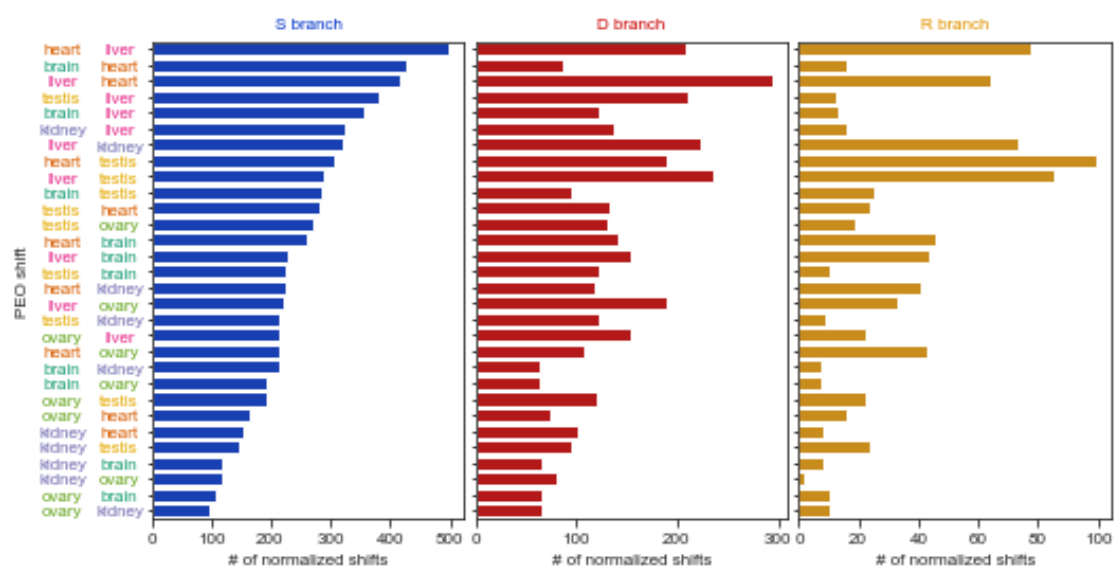 S branch D branch R branch
heart liver
brain heart
liver heart
testis liver
brain liver
kidney liver
liver kidney
heart testis
liver testis
brain testis
testis heart
testis ovary
heart brain
liver brain
testis brain
heart kidney
liver ovary
testis kidney
ovary liver
heart ovary
brain kidney
brain ovary
ovary testis
ovary heart
kidney heart
kidney testis
kidney brain
kidney ovary
ovary brain
ovary kidney
PEO shift
0 100 200 300 400 500 0 100 200 300 0 20 40 60 80 100
# of normalized shifts # of normalized shifts # of normalized shifts